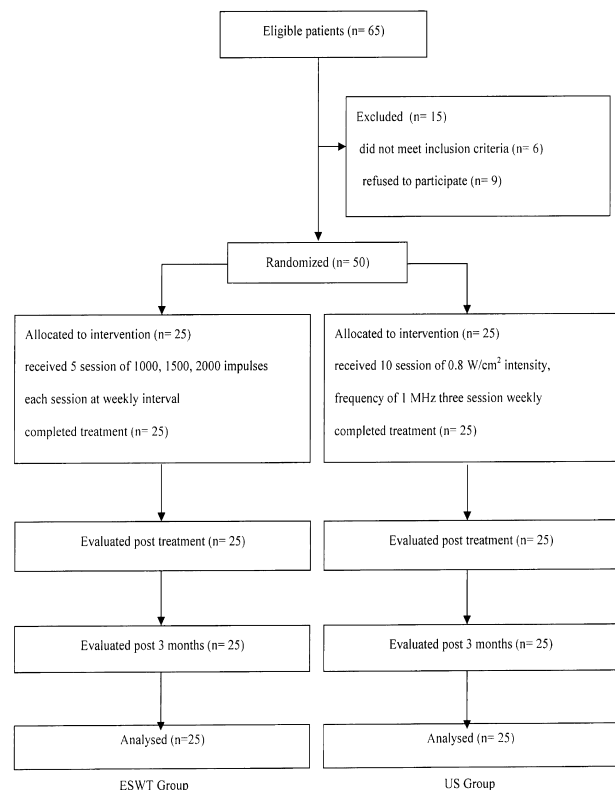 Eligible patients (n= 65)
Excluded (n= 15)
did not meet inclusion criteria (n= 6)
refused to participate (n= 9)
Randomized (n= 50)
Allocated to intervention (n= 25)
received 5 session of 1000, 1500, 2000 impulses
each session at weekly interval
completed treatment (n= 25)
Allocated to intervention (n= 25)
received 10 session of 0.8 W/cm² intensity,
frequency of 1 MHz three session weekly
completed treatment (n= 25)
Evaluated post treatment (n= 25)
Evaluated post treatment (n= 25)
Evaluated post 3 months (n= 25)
Evaluated post 3 months (n= 25)
Analysed (n=25)
Analysed (n= 25)
ESWT Group
US Group